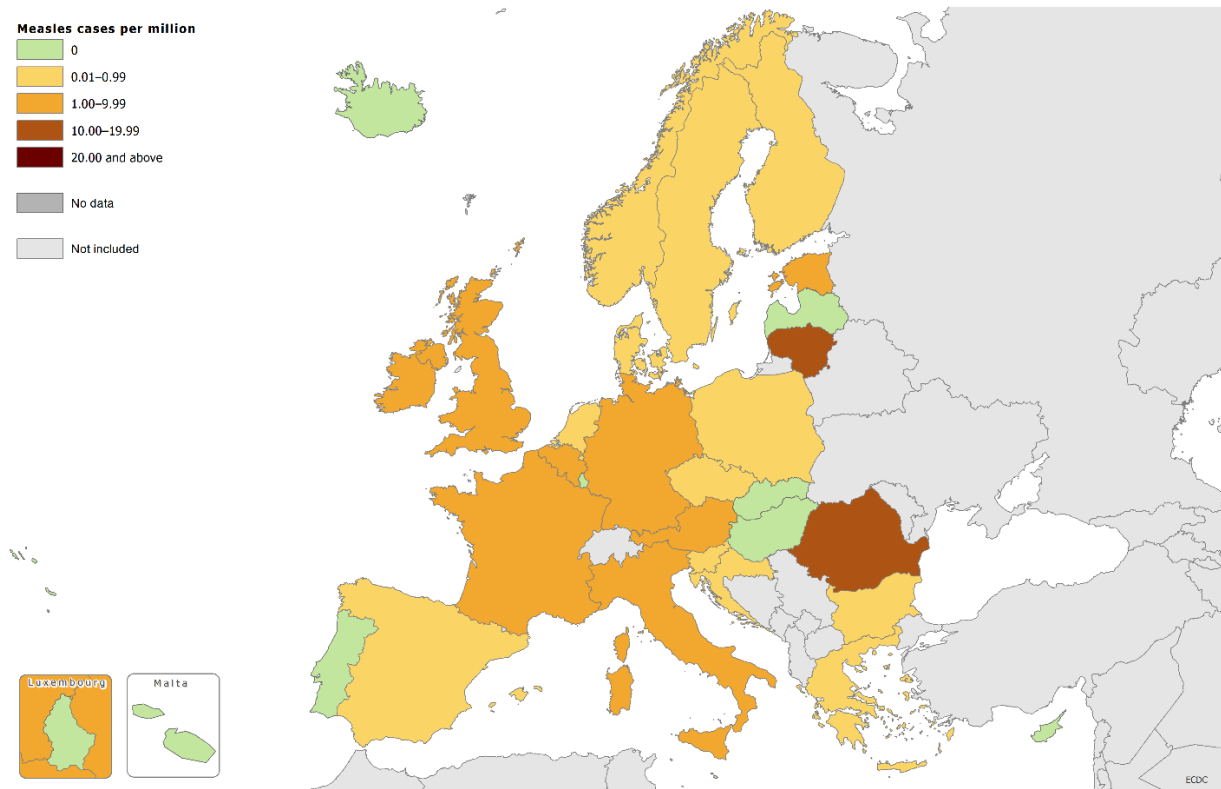 Measles cases per million
0
0.01–0.99
1.00–9.99
10.00–19.99
20.00 and above
No data
Not included
Luxembourg
Malta
ECDC